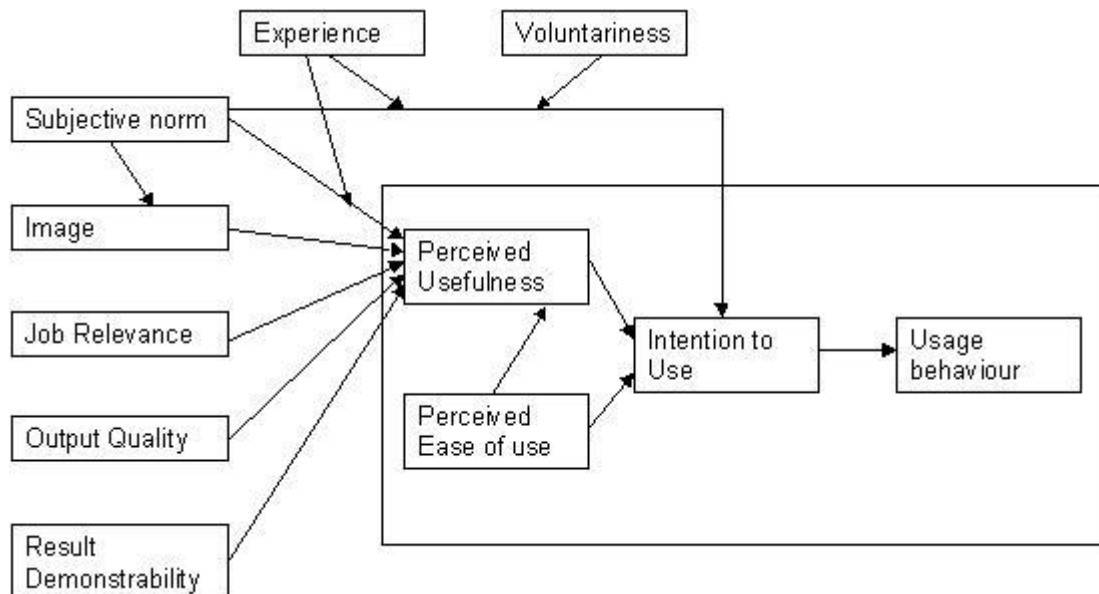 Experience
Voluntariness
Subjective norm
Image
Perceived
Usefulness
Job Relevance
Intention to
Use
Usage
behaviour
Output Quality
Perceived
Ease of use
Result
Demonstrability